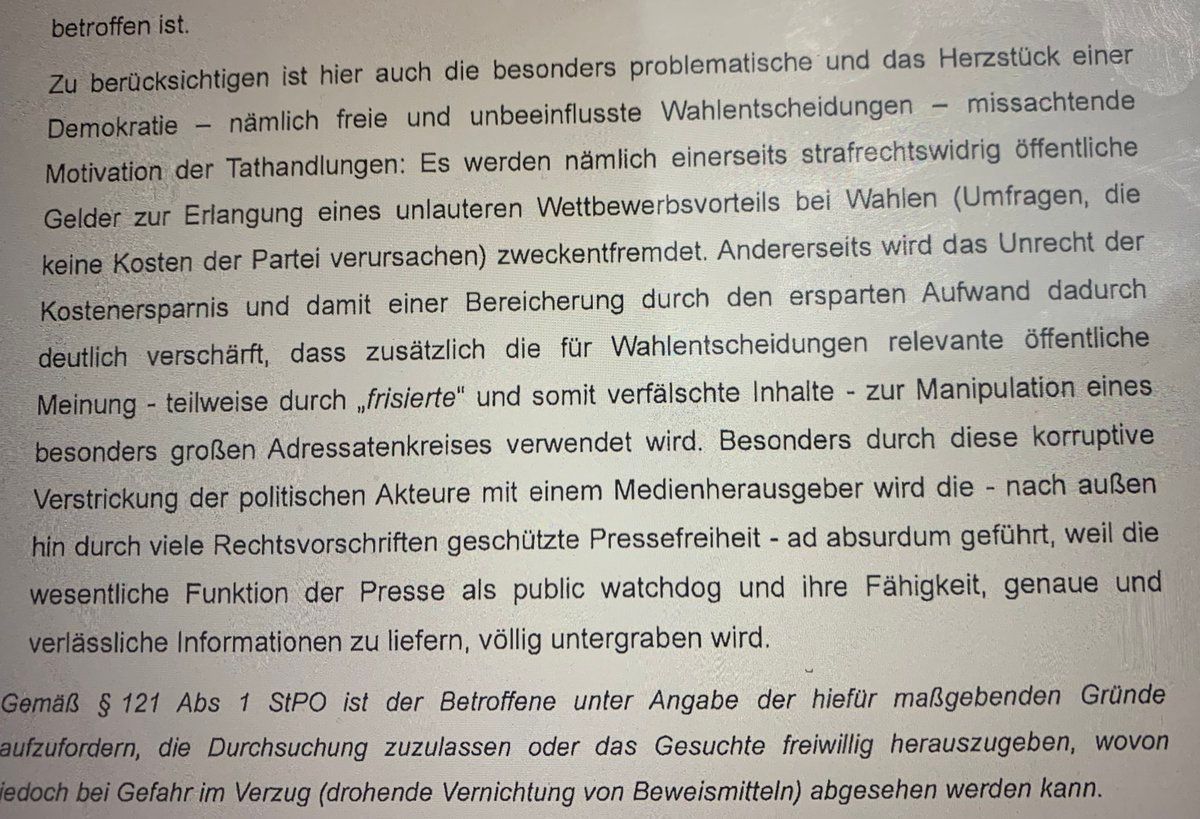 betroffen ist.
Zu berücksichtigen ist hier auch die besonders problematische und das Herzstück einer
Demokratie – nämlich freie und unbeeinflusste Wahlentscheidungen – missachtende
Motivation der Tathandlungen: Es werden nämlich einerseits strafrechtswidrig öffentliche
Gelder zur Erlangung eines unlauteren Wettbewerbsvorteils bei Wahlen (Umfragen, die
keine Kosten der Partei verursachen) zweckentfremdet. Andererseits wird das Unrecht der
Kostenersparnis und damit einer Bereicherung durch den ersparten Aufwand dadurch
deutlich verschärft, dass zusätzlich die für Wahlentscheidungen relevante öffentliche
Meinung - teilweise durch „frisierte“ und somit verfälschte Inhalte - zur Manipulation eines
besonders großen Adressatenkreises verwendet wird. Besonders durch diese korruptive
Verstrickung der politischen Akteure mit einem Medienherausgeber wird die - nach außen
hin durch viele Rechtsvorschriften geschützte Pressefreiheit - ad absurdum geführt, weil die
wesentliche Funktion der Presse als public watchdog und ihre Fähigkeit, genaue und
verlässliche Informationen zu liefern, völlig untergraben wird.
Gemäß § 121 Abs 1 StPO ist der Betroffene unter Angabe der hiefür maßgebenden Gründe
aufzufordern, die Durchsuchung zuzulassen oder das Gesuchte freiwillig herauszugeben, wovon
jedoch bei Gefahr im Verzug (drohende Vernichtung von Beweismitteln) abgesehen werden kann.